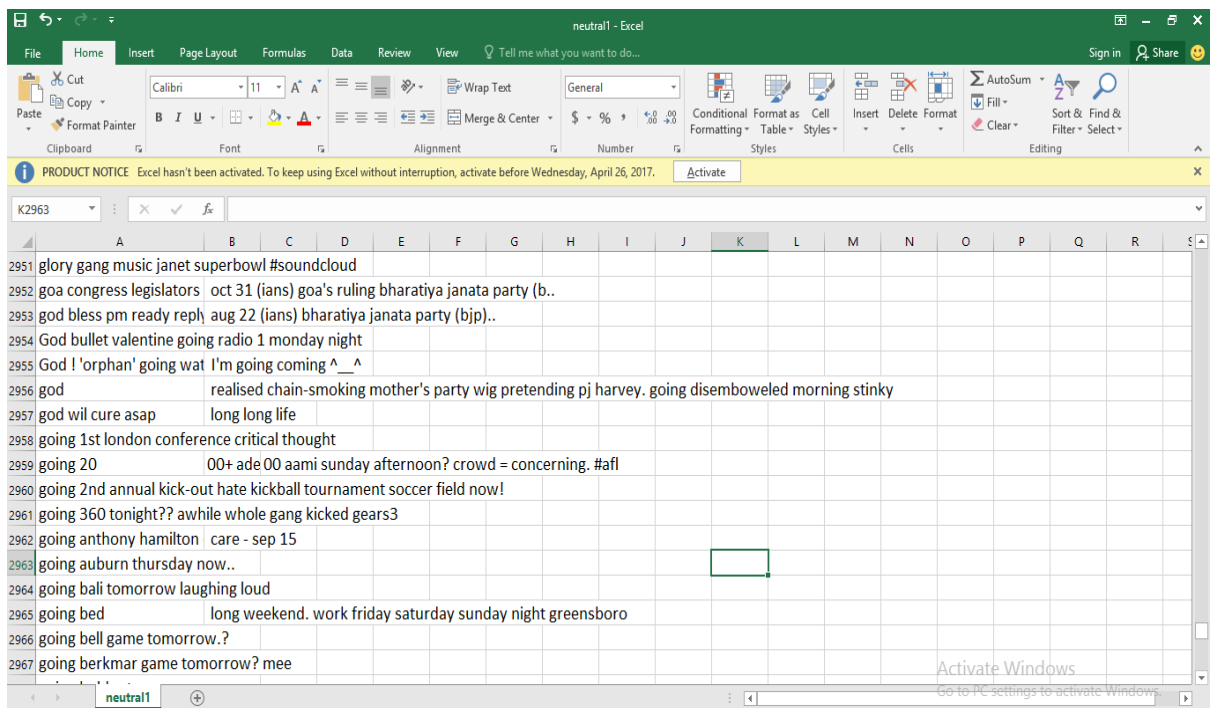 neutral1 - Excel
File Home Insert Page Layout Formulas Data Review View Tell me what you want to do... Sign in Share
Cut
Copy
Format Painter
Paste
Calibri 11
B I U
Wrap Text
Merge & Center
General
$ % ,
Conditional Formatting
Format as Table
Cell Styles
Insert Delete Format
AutoSum
Fill
Clear
Sort & Filter
Find & Select
Clipboard Font Alignment Number Styles Cells Editing
PRODUCT NOTICE Excel hasn't been activated. To keep using Excel without interruption, activate before Wednesday, April 26, 2017. Activate
K2963 fx
A B C D E F G H I J K L M N O P Q R S
2951 glory gang music janet superbowl #soundcloud
2952 goa congress legislators oct 31 (ians) goa's ruling bharatiya janata party (b..
2953 god bless pm ready reply aug 22 (ians) bharatiya janata party (bjp)..
2954 God bullet valentine going radio 1 monday night
2955 God ! 'orphan' going wat I'm going coming ^__^
2956 god realised chain-smoking mother's party wig pretending pj harvey. going disemboweled morning stinky
2957 god wil cure asap long long life
2958 going 1st london conference critical thought
2959 going 20 00+ ade 00 aami sunday afternoon? crowd = concerning. #afl
2960 going 2nd annual kick-out hate kickball tournament soccer field now!
2961 going 360 tonight?? awhile whole gang kicked gears3
2962 going anthony hamilton care - sep 15
2963 going auburn thursday now..
2964 going bali tomorrow laughing loud
2965 going bed long weekend. work friday saturday sunday night greensboro
2966 going bell game tomorrow.?
2967 going berkmar game tomorrow? mee
Activate Windows
Go to PC settings to activate Windows.
neutral1